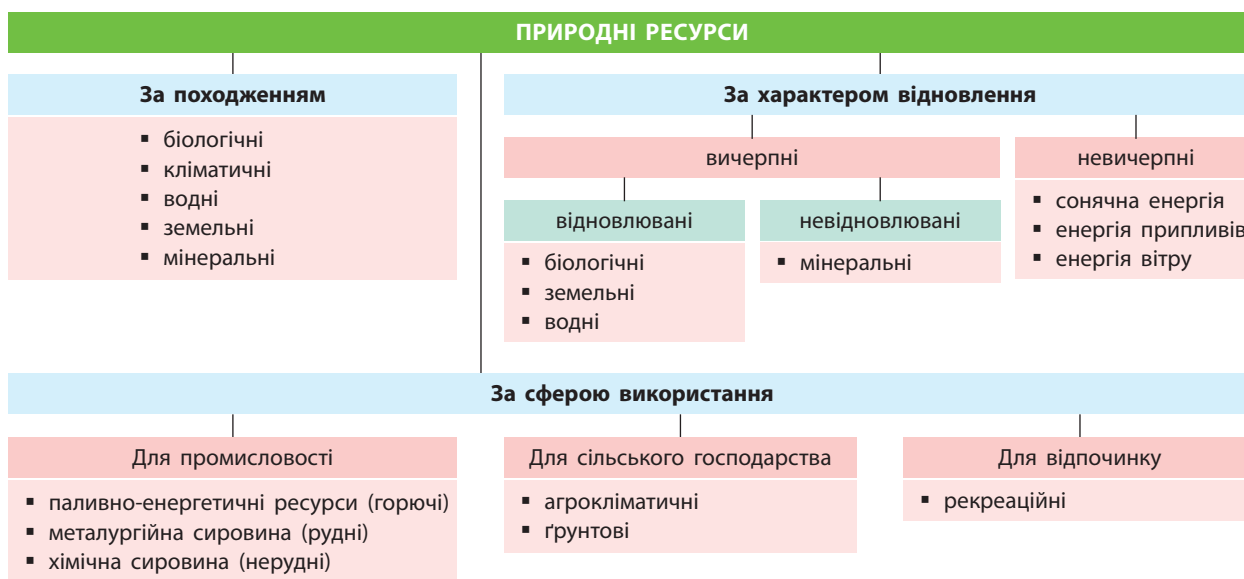 ПРИРОДНІ РЕСУРСИ
За походженням
▪ біологічні
▪ кліматичні
▪ водні
▪ земельні
▪ мінеральні
За характером відновлення
вичерпні
відновлювані
▪ біологічні
▪ земельні
▪ водні
невідновлювані
▪ мінеральні
невичерпні
▪ сонячна енергія
▪ енергія припливів
▪ енергія вітру
За сферою використання
Для промисловості
▪ паливно-енергетичні ресурси (горючі)
▪ металургійна сировина (рудні)
▪ хімічна сировина (нерудні)
Для сільського господарства
▪ агрокліматичні
▪ ґрунтові
Для відпочинку
▪ рекреаційні